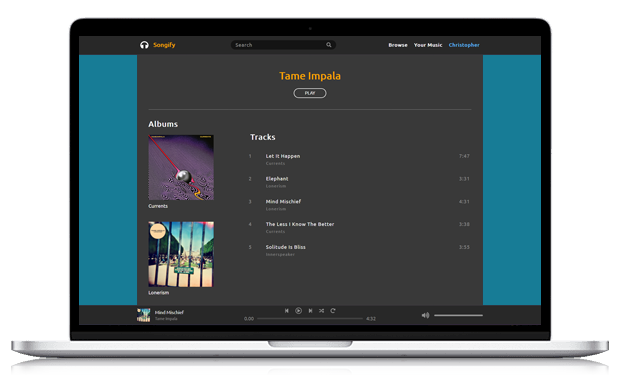 Songify
Search
Browse Your Music Christopher
Tame Impala
PLAY
Albums
Currents
Lonerism
Tracks
1 Let It Happen 7:47
Currents
2 Elephant 3:31
Lonerism
3 Mind Mischief 4:31
Lonerism
4 The Less I Know The Better 3:38
Currents
5 Solitude Is Bliss 3:55
Innerspeaker
Mind Mischief
Tame Impala
0:00 4:32